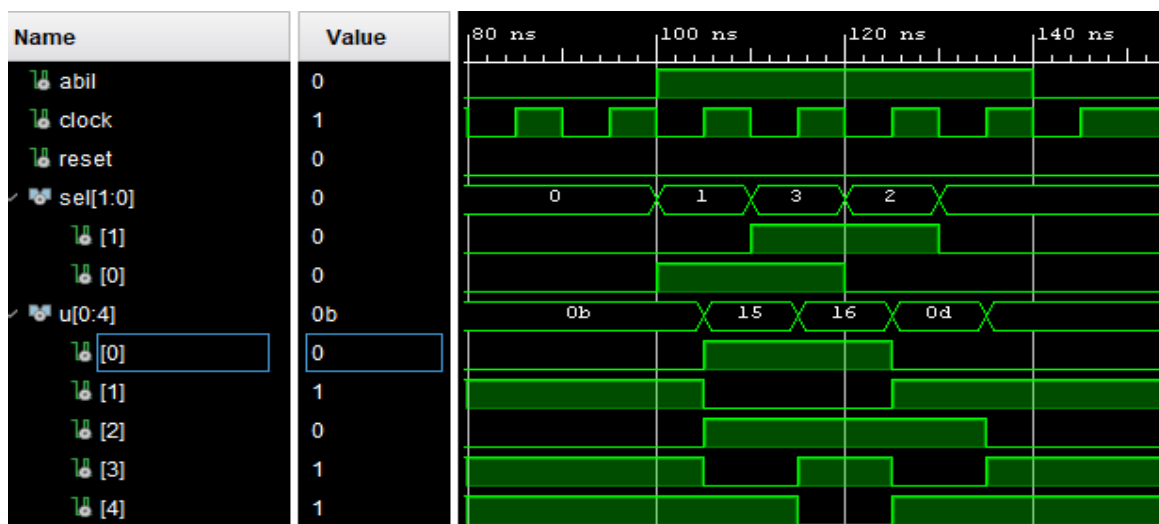 Name Value 80 ns 100 ns 120 ns 140 ns
abil 0
clock 1
reset 0
sel[1:0] 0 0 1 3 2
[1] 0
[0] 0
u[0:4] 0b 0b 15 16 0d
[0] 0
[1] 1
[2] 0
[3] 1
[4] 1